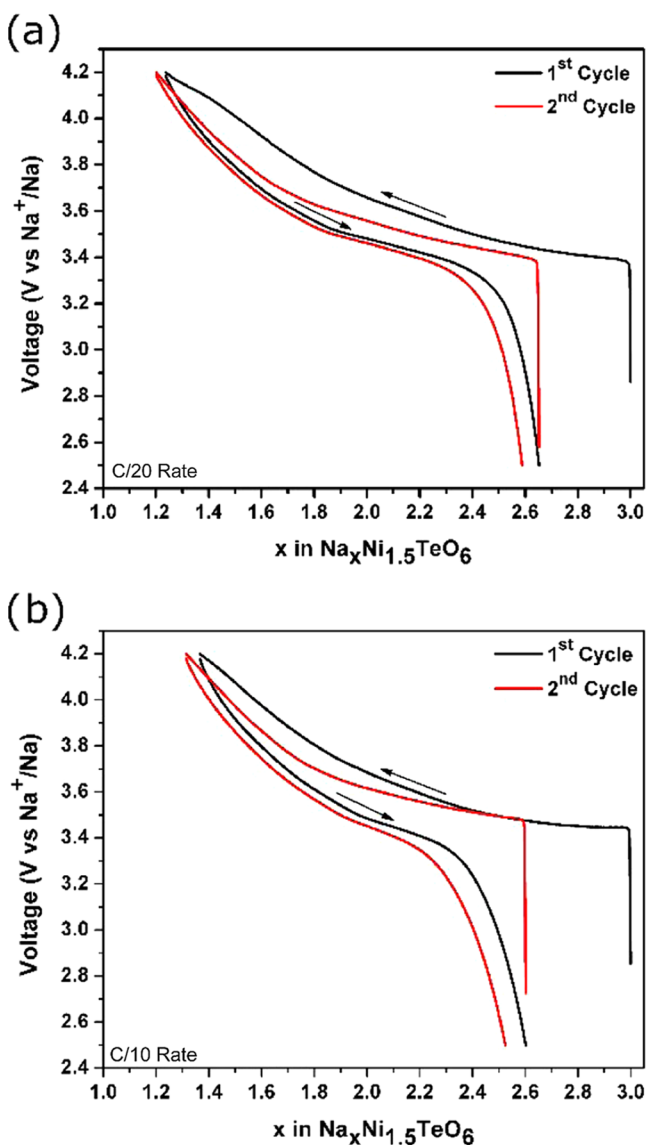 (a)
4.2
4.0
3.8
3.6
3.4
3.2
3.0
2.8
2.6
2.4
Voltage (V vs Na⁺/Na)
1ˢᵗ Cycle
2ⁿᵈ Cycle
C/20 Rate
1.0 1.2 1.4 1.6 1.8 2.0 2.2 2.4 2.6 2.8 3.0
x in NaₓNi₁.₅TeO₆
(b)
4.2
4.0
3.8
3.6
3.4
3.2
3.0
2.8
2.6
2.4
Voltage (V vs Na⁺/Na)
1ˢᵗ Cycle
2ⁿᵈ Cycle
C/10 Rate
1.0 1.2 1.4 1.6 1.8 2.0 2.2 2.4 2.6 2.8 3.0
x in NaₓNi₁.₅TeO₆